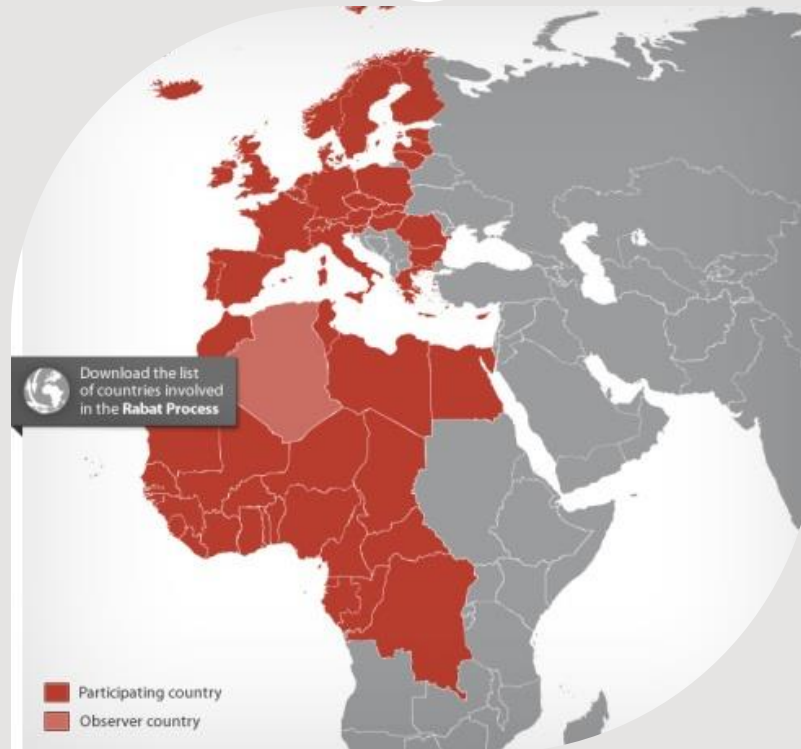 Download the list
of countries involved
in the Rabat Process
Participating country
Observer country